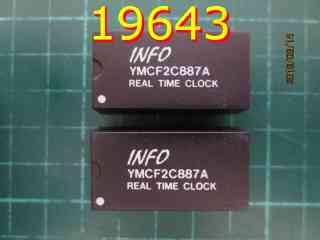 19643
INFO
YMCF2C887A
REAL TIME CLOCK
INFO
YMCF2C887A
REAL TIME CLOCK